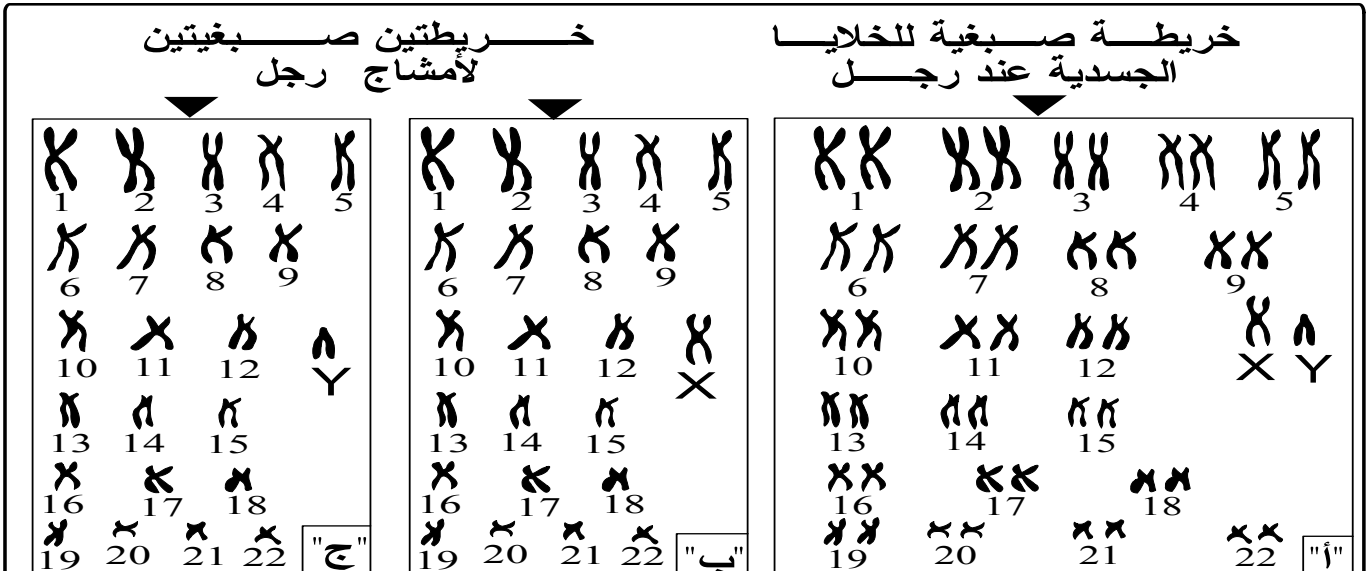 خريطة صبغية للخلايا
الجسدية عند رجل
خريطتين صبغيتين
لأمشاج رجل
1 2 3 4 5
6 7 8 9
10 11 12 X Y
13 14 15
16 17 18
19 20 21 22 "أ"
1 2 3 4 5
6 7 8 9
10 11 12 X
13 14 15
16 17 18
19 20 21 22 "ب"
1 2 3 4 5
6 7 8 9
10 11 12 Y
13 14 15
16 17 18
19 20 21 22 "ج"